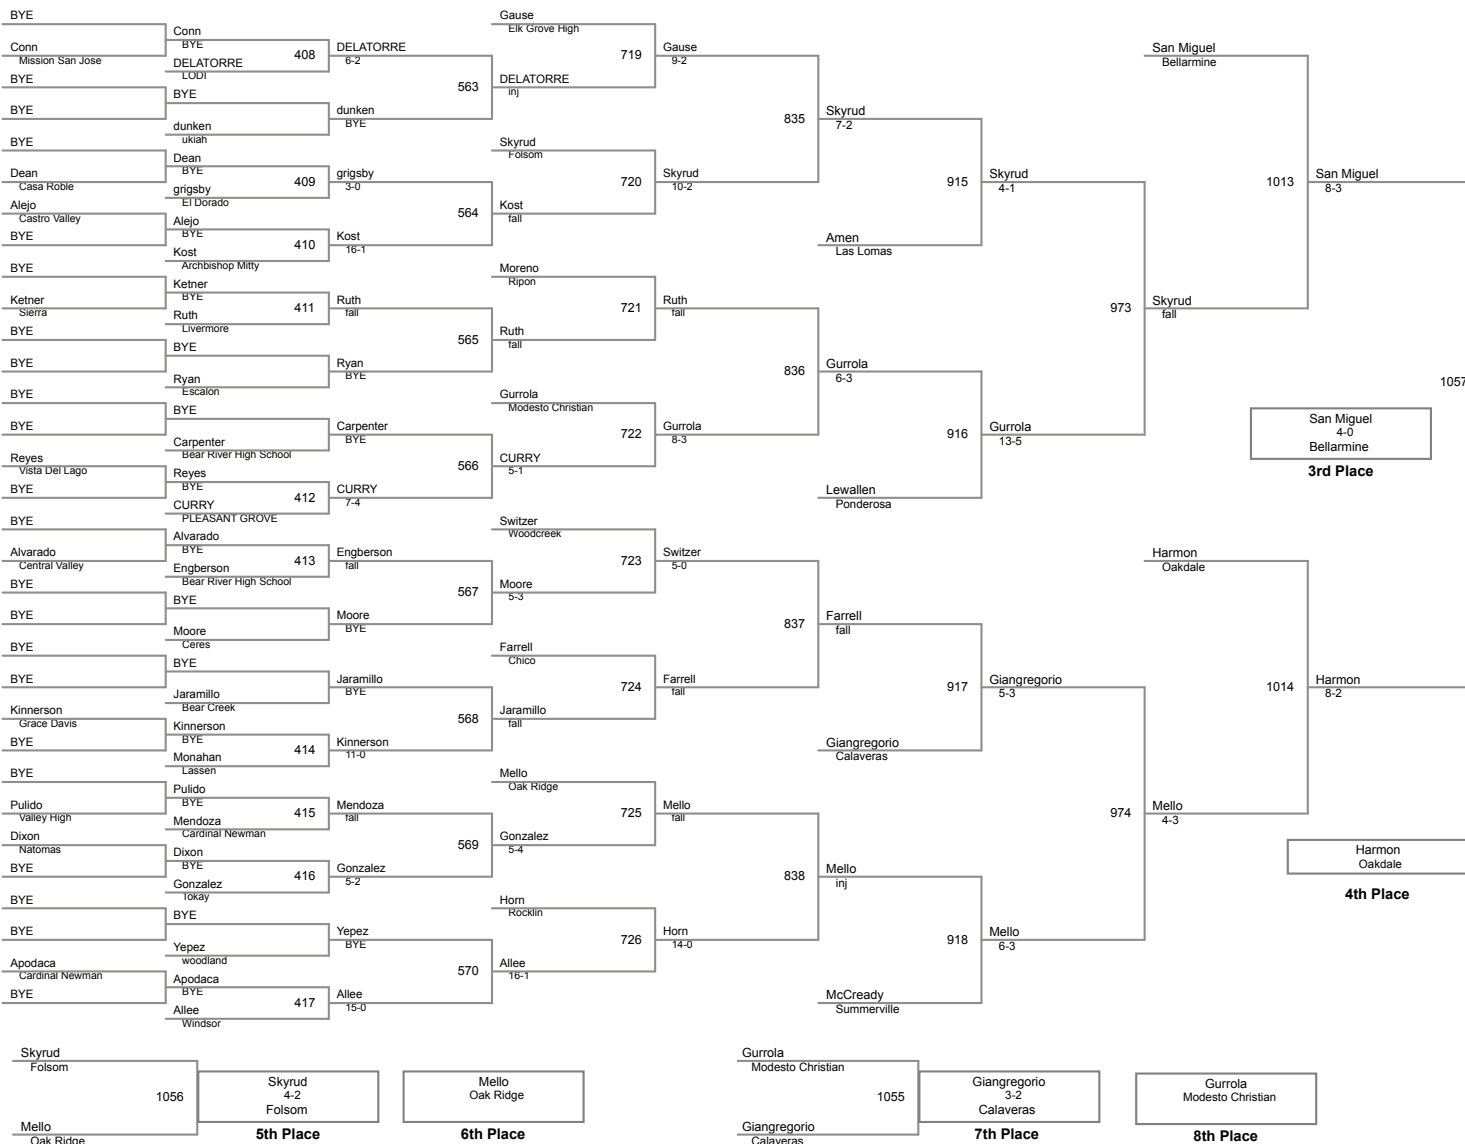 BYE
Conn
Mission San Jose
BYE
BYE
BYE
Dean
Casa Roble
Alejo
Castro Valley
BYE
BYE
Ketner
Sierra
BYE
BYE
BYE
BYE
Reyes
Vista Del Lago
BYE
BYE
Alvarado
Central Valley
BYE
BYE
BYE
BYE
Kinnerson
Grace Davis
BYE
BYE
Pulido
Valley High
Dixon
Natomas
BYE
BYE
BYE
Apodaca
Cardinal Newman
BYE
Conn
BYE
408
DELATORRE
LODI
BYE
dunken
ukiah
Dean
BYE
409
grigsby
El Dorado
Alejo
BYE
410
Kost
Archbishop Mitty
Ketner
BYE
411
Ruth
Livermore
BYE
Ryan
Escalon
BYE
Carpenter
Bear River High School
Reyes
BYE
412
CURRY
PLEASANT GROVE
Alvarado
BYE
413
Engberson
Bear River High School
BYE
Moore
Ceres
BYE
Jaramillo
Bear Creek
Kinnerson
BYE
414
Monahan
Lassen
Pulido
BYE
415
Mendoza
Cardinal Newman
Dixon
BYE
416
Gonzalez
Tokay
BYE
Yepez
woodland
Apodaca
BYE
417
Allee
Windsor
DELATORRE
6-2
563
dunken
BYE
grigsby
3-0
564
Kost
16-1
Ruth
fall
565
Ryan
BYE
Carpenter
BYE
566
CURRY
7-4
Engberson
fall
567
Moore
BYE
Jaramillo
BYE
568
Kinnerson
11-0
Mendoza
fall
569
Gonzalez
5-2
Yepez
BYE
570
Allee
15-0
Gause
Elk Grove High
719
DELATORRE
inj
Skyrud
Folsom
720
Kost
fall
Moreno
Ripon
721
Ruth
fall
Gurrola
Modesto Christian
722
CURRY
5-1
Switzer
Woodcreek
723
Moore
5-3
Farrell
Chico
724
Jaramillo
fall
Mello
Oak Ridge
725
Gonzalez
5-4
Horn
Rocklin
726
Allee
16-1
Gause
9-2
835
Skyrud
10-2
Ruth
fall
836
Gurrola
8-3
Switzer
5-0
837
Farrell
fall
Mello
fall
838
Horn
14-0
Skyrud
7-2
915
Amen
Las Lomas
Gurrola
6-3
916
Lewallen
Ponderosa
Farrell
fall
917
Giangregorio
Calaveras
Mello
inj
918
McCready
Summerville
Skyrud
4-1
973
Gurrola
13-5
Giangregorio
5-3
974
Mello
6-3
San Miguel
Bellarmine
1013
Skyrud
fall
Harmon
Oakdale
1014
Mello
4-3
San Miguel
8-3
1057
Harmon
8-2
San Miguel
4-0
Bellarmine
3rd Place
Harmon
Oakdale
4th Place
Skyrud
Folsom
1056
Mello
Oak Ridge
Skyrud
4-2
Folsom
5th Place
Mello
Oak Ridge
6th Place
Gurrola
Modesto Christian
1055
Giangregorio
Calaveras
Giangregorio
3-2
Calaveras
7th Place
Gurrola
Modesto Christian
8th Place